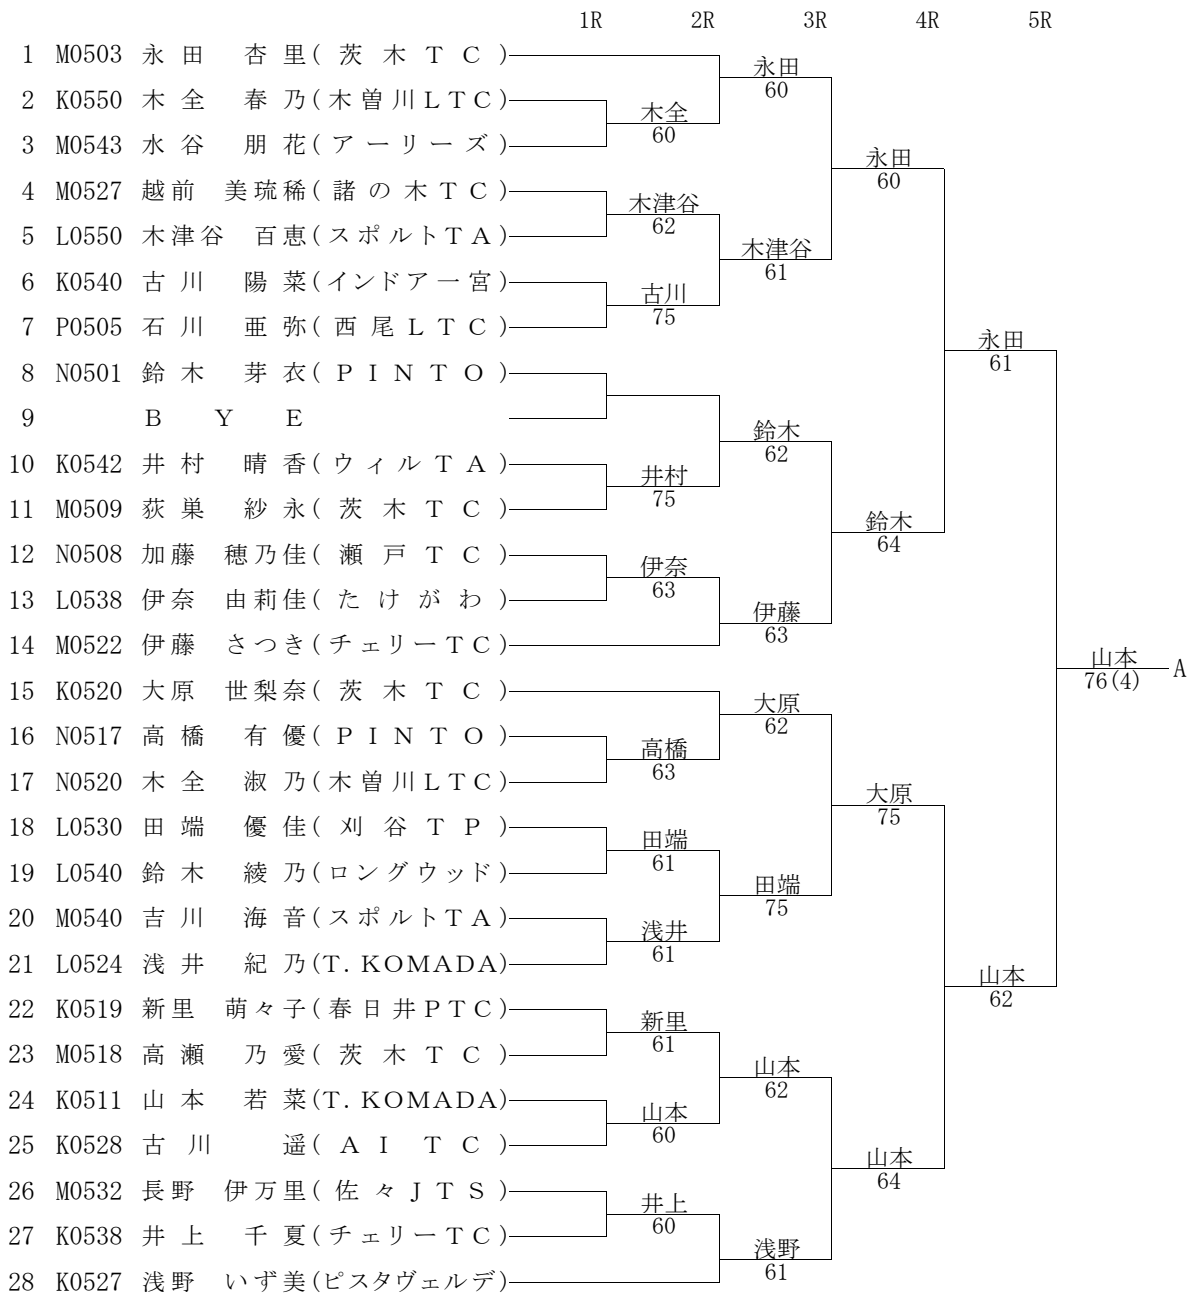 1R 2R 3R 4R 5R
1 M0503 永田 杏里(茨木TC)
永田
60
2 K0550 木全 春乃(木曽川LTC)
木全
60
3 M0543 水谷 朋花(アーリーズ)
永田
60
4 M0527 越前 美琉稀(諸の木TC)
木津谷
62
5 L0550 木津谷 百恵(スポルトTA)
木津谷
61
6 K0540 古川 陽菜(インドア一宮)
古川
75
7 P0505 石川 亜弥(西尾LTC)
永田
61
8 N0501 鈴木 芽衣(PINTO)
9 BYE
鈴木
62
10 K0542 井村 晴香(ウィルTA)
井村
75
11 M0509 荻巣 紗永(茨木TC)
鈴木
64
12 N0508 加藤 穂乃佳(瀬戸TC)
伊奈
63
13 L0538 伊奈 由莉佳(たけがわ)
伊藤
63
14 M0522 伊藤 さつき(チェリーTC)
山本
76(4)
A
15 K0520 大原 世梨奈(茨木TC)
大原
62
16 N0517 高橋 有優(PINTO)
高橋
63
17 N0520 木全 淑乃(木曽川LTC)
大原
75
18 L0530 田端 優佳(刈谷TP)
田端
61
19 L0540 鈴木 綾乃(ロングウッド)
田端
75
20 M0540 吉川 海音(スポルトTA)
浅井
61
21 L0524 浅井 紀乃(T.KOMADA)
山本
62
22 K0519 新里 萌々子(春日井PTC)
新里
61
23 M0518 高瀬 乃愛(茨木TC)
山本
62
24 K0511 山本 若菜(T.KOMADA)
山本
60
25 K0528 古川 遥(AI TC)
山本
64
26 M0532 長野 伊万里(佐々JTS)
井上
60
27 K0538 井上 千夏(チェリーTC)
浅野
61
28 K0527 浅野 いず美(ピスタヴェルデ)